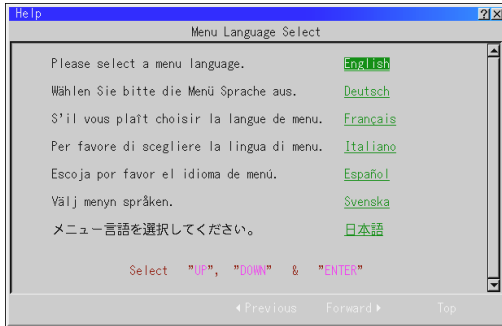 Help
Menu Language Select
Please select a menu language. English
Wählen Sie bitte die Menü Sprache aus. Deutsch
S'il vous plaît choisir la langue de menu. Français
Per favore di scegliere la lingua di menu. Italiano
Escoja por favor el idioma de menú. Español
Välj menyn språken. Svenska
メニュー言語を選択してください。 日本語
Select "UP", "DOWN" & "ENTER"
Previous Forward Top